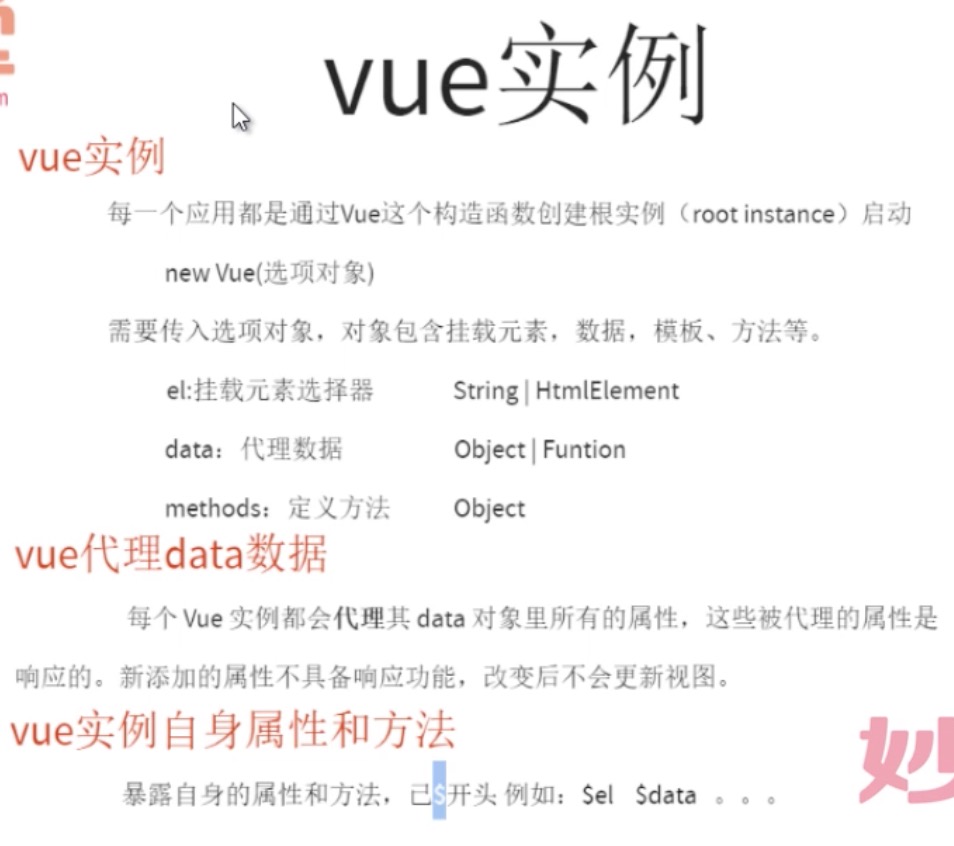 vue实例
vue实例
每一个应用都是通过Vue这个构造函数创建根实例（root instance）启动
new Vue(选项对象)
需要传入选项对象，对象包含挂载元素，数据，模板、方法等。
el:挂载元素选择器 String | HtmlElement
data：代理数据 Object | Funtion
methods：定义方法 Object
vue代理data数据
每个 Vue 实例都会代理其 data 对象里所有的属性，这些被代理的属性是
响应的。新添加的属性不具备响应功能，改变后不会更新视图。
vue实例自身属性和方法
暴露自身的属性和方法，己$开头 例如：$el $data 。。。
妙